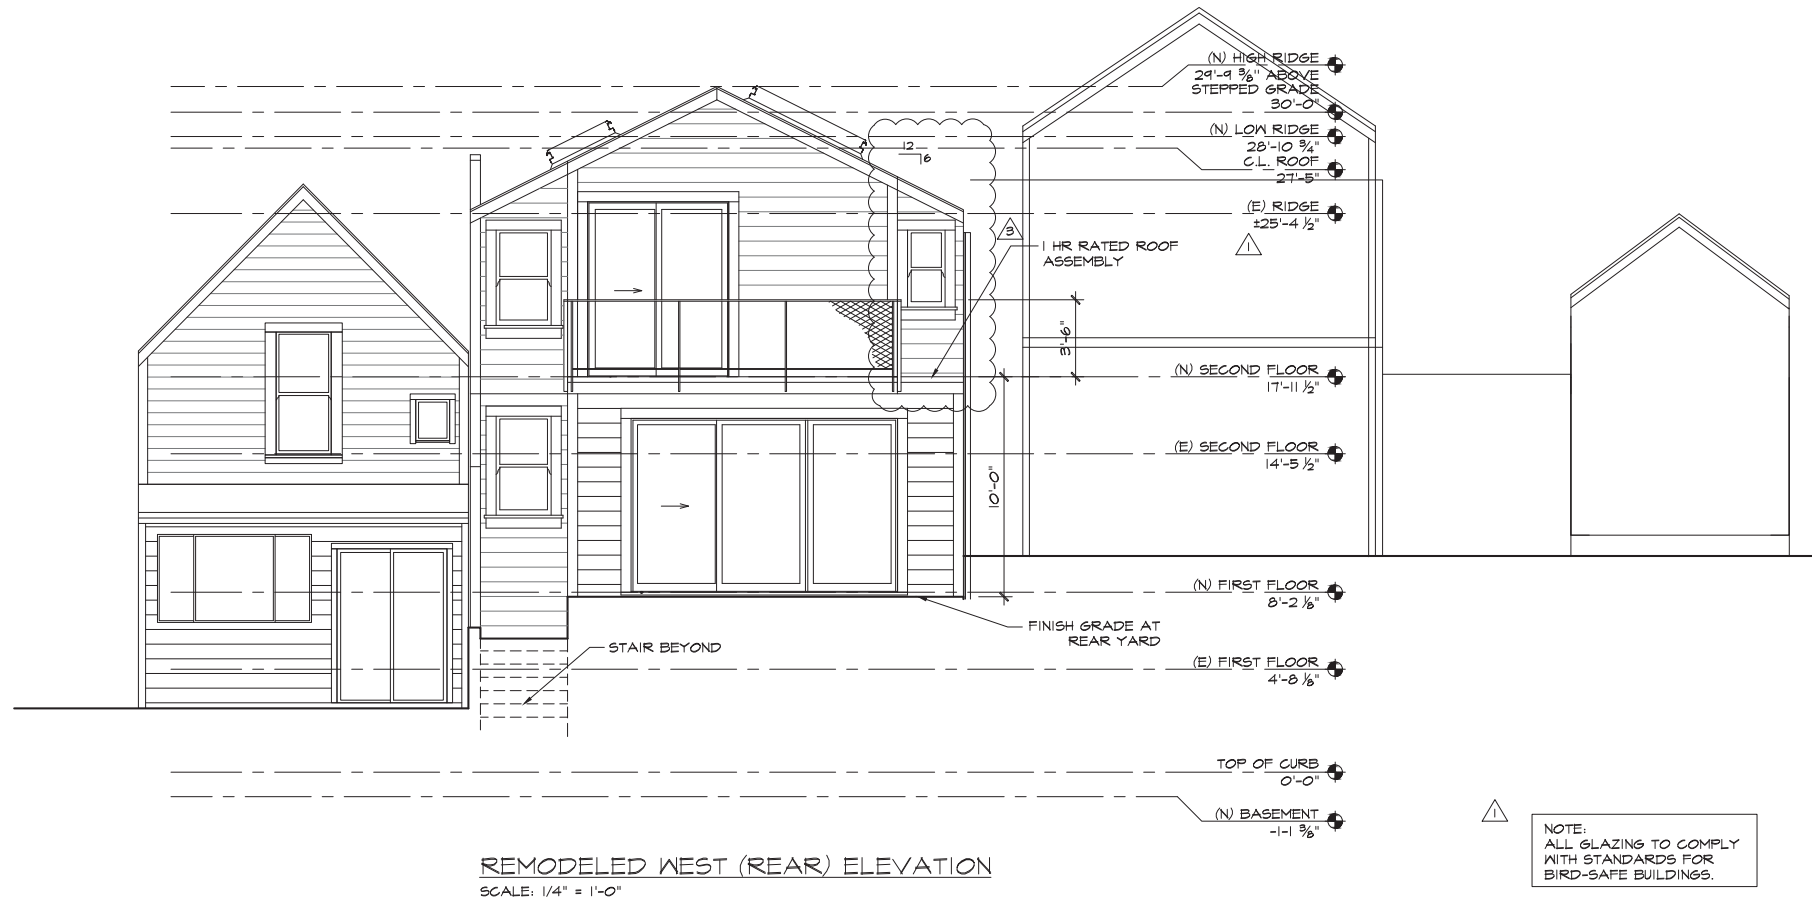 (N) HIGH RIDGE
29'-9 3/8" ABOVE
STEPPED GRADE
30'-0"
(N) LOW RIDGE
28'-10 3/4"
C.L. ROOF
27'-5"
12
6
(E) RIDGE
±25'-4 1/2"
3
1
1 HR RATED ROOF
ASSEMBLY
3'-6"
(N) SECOND FLOOR
17'-11 1/2"
(E) SECOND FLOOR
14'-5 1/2"
10'-0"
(N) FIRST FLOOR
8'-2 1/8"
FINISH GRADE AT
REAR YARD
STAIR BEYOND
(E) FIRST FLOOR
4'-8 1/8"
TOP OF CURB
0'-0"
(N) BASEMENT
-1-1 3/8"
1
NOTE:
ALL GLAZING TO COMPLY
WITH STANDARDS FOR
BIRD-SAFE BUILDINGS.
REMODELED WEST (REAR) ELEVATION
SCALE: 1/4" = 1'-0"